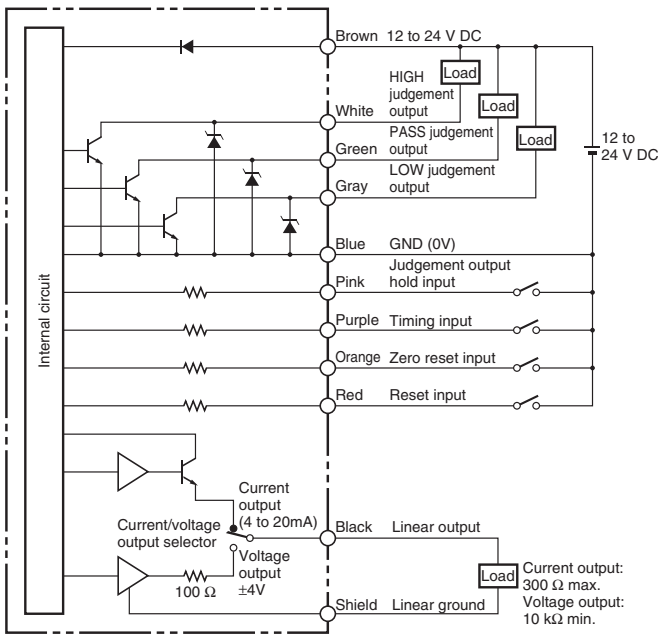 Brown 12 to 24 V DC
Load
HIGH
judgement
output
White
Load
PASS judgement
output
Green
Load
12 to
24 V DC
LOW judgement
output
Gray
Blue GND (0V)
Judgement output
hold input
Pink
Internal circuit
Purple Timing input
Orange Zero reset input
Red Reset input
Current
output
(4 to 20mA)
Current/voltage
output selector
Black Linear output
Voltage
output
±4V
100 Ω
Load
Current output:
300 Ω max.
Voltage output:
10 kΩ min.
Shield Linear ground